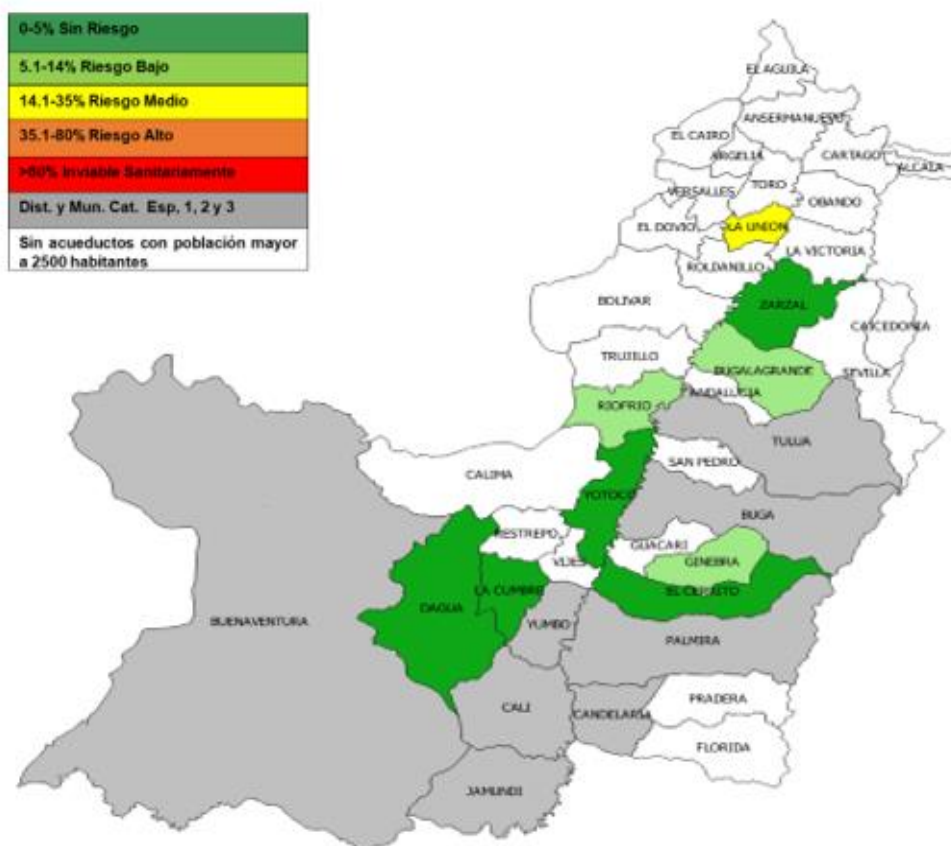 0-5% Sin Riesgo
5.1-14% Riesgo Bajo
14.1-35% Riesgo Medio
35.1-80% Riesgo Alto
>80% Inviable Sanitariamente
Dist. y Mun. Cat. Esp, 1, 2 y 3
Sin acueductos con población mayor
a 2500 habitantes
EL AGUILA
ANSERMANUEVO
EL CAIRO
ARGELIA
CARTAGO
ALCALA
VERSALLES
TORO
OBANDO
EL DOVIO
LA UNION
LA VICTORIA
ROLDANILLO
BOLIVAR
ZARZAL
CAICEDONIA
TRUJILLO
BUGALAGRANDE
SEVILLA
ANDALUCIA
RIOFRIO
TULUA
SAN PEDRO
CALIMA
YOTOCO
BUGA
RESTREPO
GUACARI
VIJES
GINEBRA
LA CUMBRE
EL CERRITO
DAGUA
BUENAVENTURA
YUMBO
PALMIRA
PRADERA
CALI
CANDELARIA
FLORIDA
JAMUNDI